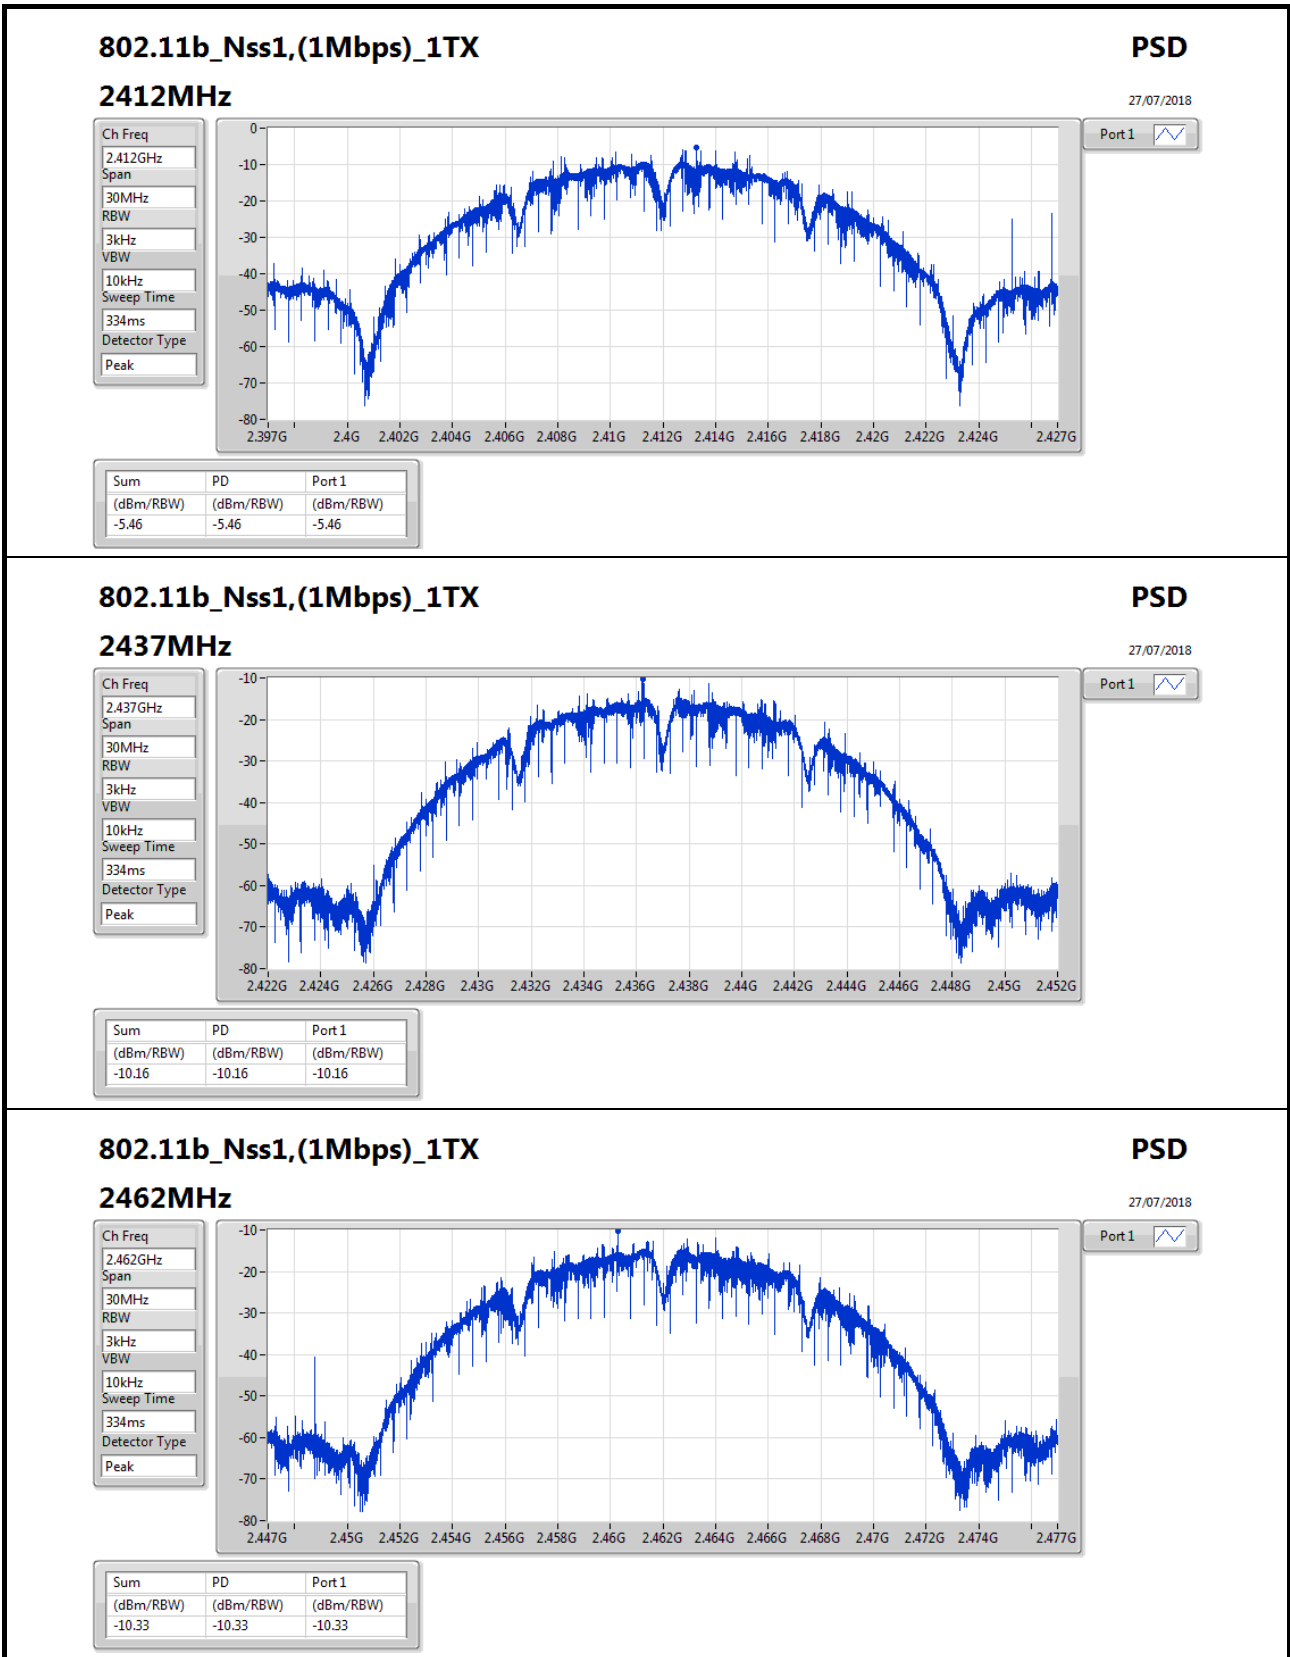 802.11b_Nss1,(1Mbps)_1TX PSD
2412MHz 27/07/2018
Ch Freq
2.412GHz
Span
30MHz
RBW
3kHz
VBW
10kHz
Sweep Time
334ms
Detector Type
Peak
0
-10
-20
-30
-40
-50
-60
-70
-80
2.397G 2.4G 2.402G 2.404G 2.406G 2.408G 2.41G 2.412G 2.414G 2.416G 2.418G 2.42G 2.422G 2.424G 2.427G
Port 1
Sum PD Port 1
(dBm/RBW) (dBm/RBW) (dBm/RBW)
-5.46 -5.46 -5.46
802.11b_Nss1,(1Mbps)_1TX PSD
2437MHz 27/07/2018
Ch Freq
2.437GHz
Span
30MHz
RBW
3kHz
VBW
10kHz
Sweep Time
334ms
Detector Type
Peak
-10
-20
-30
-40
-50
-60
-70
-80
2.422G 2.424G 2.426G 2.428G 2.43G 2.432G 2.434G 2.436G 2.438G 2.44G 2.442G 2.444G 2.446G 2.448G 2.45G 2.452G
Port 1
Sum PD Port 1
(dBm/RBW) (dBm/RBW) (dBm/RBW)
-10.16 -10.16 -10.16
802.11b_Nss1,(1Mbps)_1TX PSD
2462MHz 27/07/2018
Ch Freq
2.462GHz
Span
30MHz
RBW
3kHz
VBW
10kHz
Sweep Time
334ms
Detector Type
Peak
-10
-20
-30
-40
-50
-60
-70
-80
2.447G 2.45G 2.452G 2.454G 2.456G 2.458G 2.46G 2.462G 2.464G 2.466G 2.468G 2.47G 2.472G 2.474G 2.477G
Port 1
Sum PD Port 1
(dBm/RBW) (dBm/RBW) (dBm/RBW)
-10.33 -10.33 -10.33